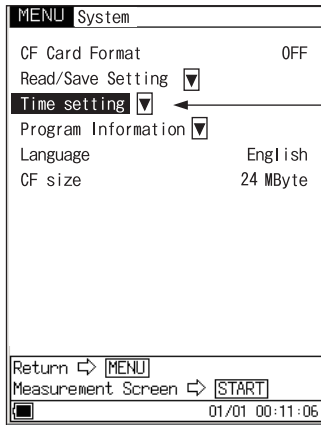 MENU System
CF Card Format OFF
Read/Save Setting ▼
Time setting ▼
Program Information ▼
Language English
CF size 24 MByte
Return ⇨ MENU
Measurement Screen ⇨ START
01/01 00:11:06